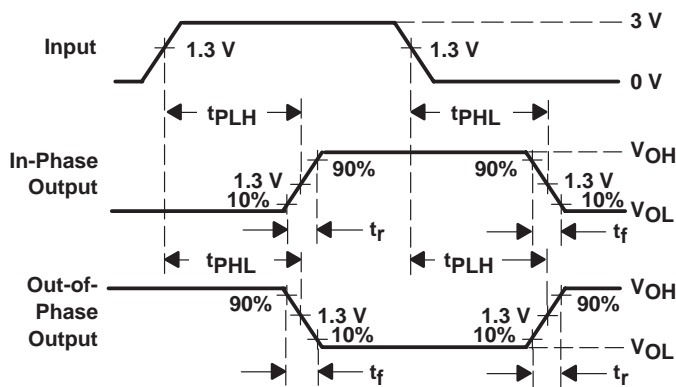 3 V
Input
1.3 V
1.3 V
0 V
tPLH
tPHL
In-Phase
Output
VOH
90%
90%
1.3 V
1.3 V
10%
10%
VOL
tr
tf
tPHL
tPLH
Out-of-
Phase
Output
VOH
90%
90%
1.3 V
1.3 V
10%
10%
VOL
tf
tr